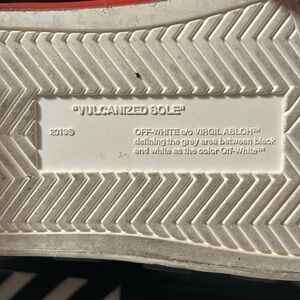 "VULCANIZED SOLE"
2013© OFF-WHITE c/o VIRGIL ABLOH™
defining the grey area between black
and white as the color Off-White™